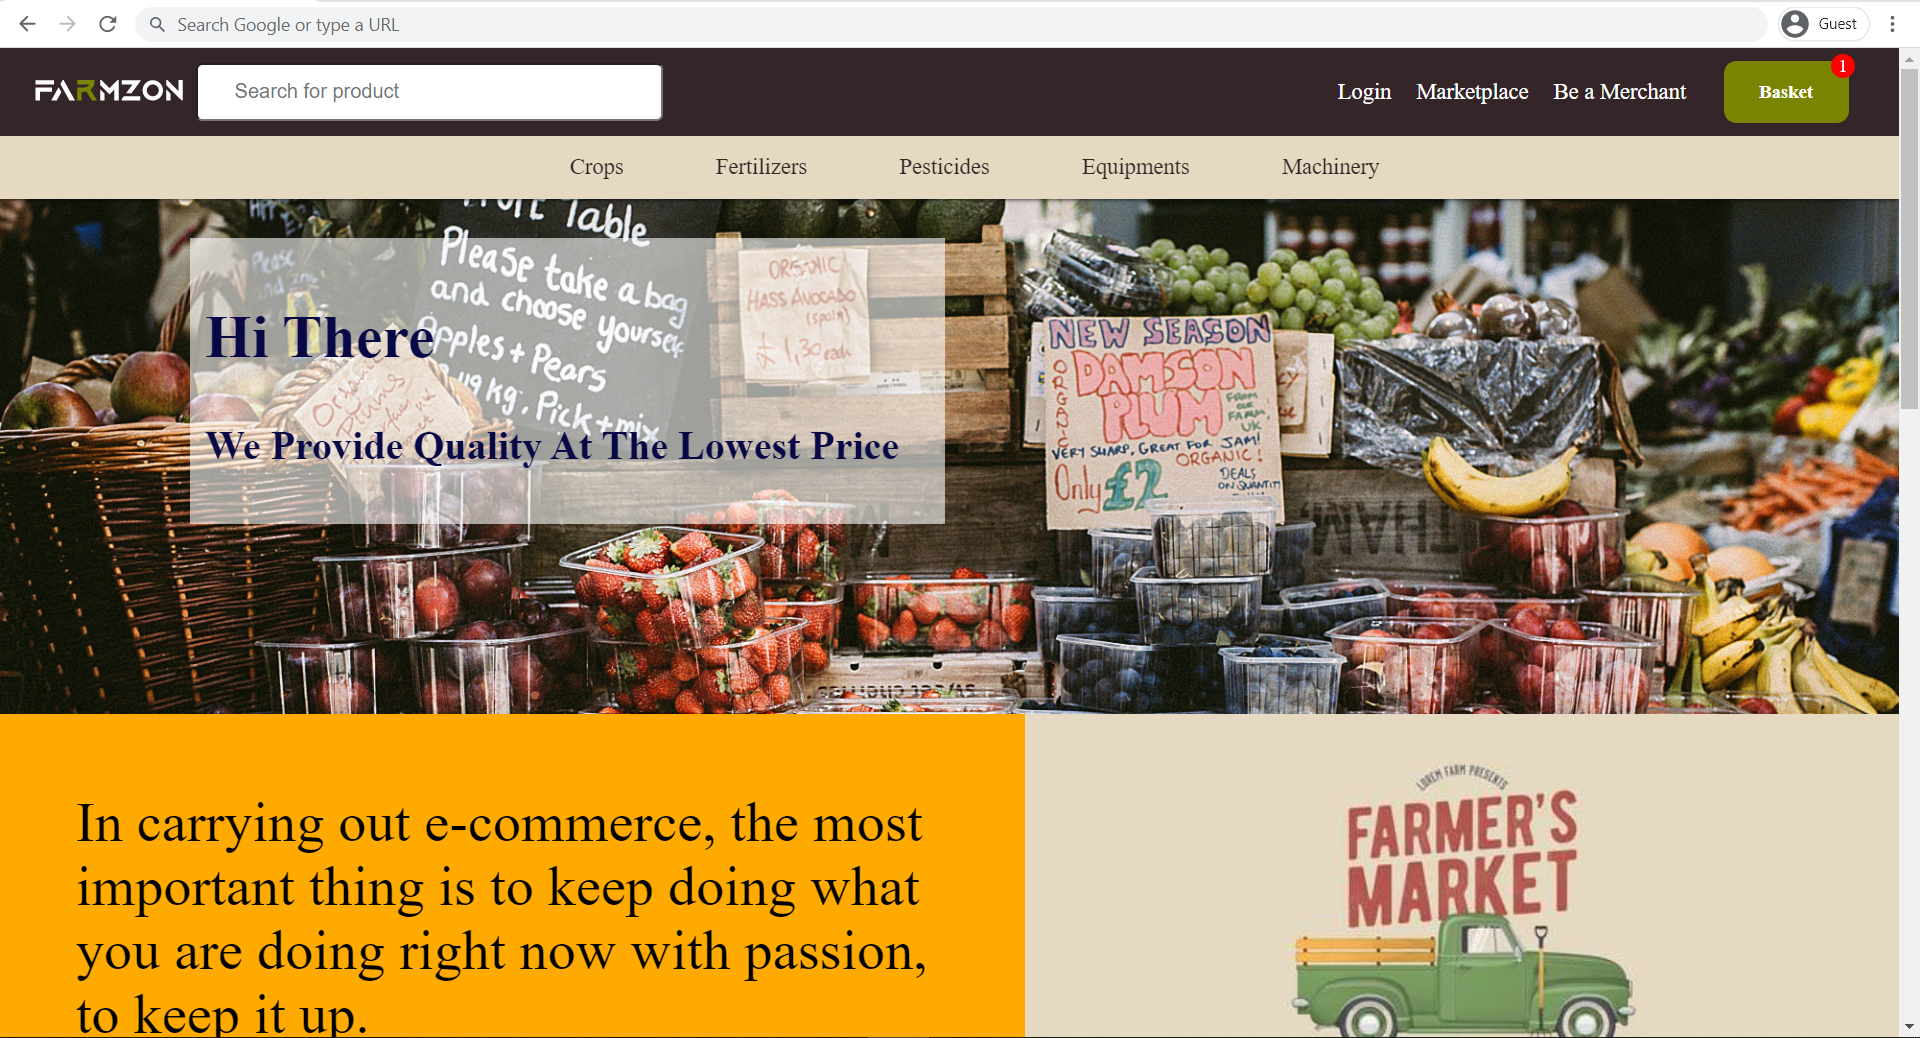 Search Google or type a URL
Guest
FARMZON
Search for product
Login
Marketplace
Be a Merchant
Basket
1
Crops
Fertilizers
Pesticides
Equipments
Machinery
Table
Please take a bag
and choose yourself
Apples + Pears
Kg. Pick + mix
ORGANIC
HASS AVOCADO
(spain)
£1,30 each
Hi There
We Provide Quality At The Lowest Price
NEW SEASON
ORGANIC
DAMSON
PLUM
FROM
OUR
FARM,
UK
VERY SHARP, GREAT FOR JAM!
ORGANIC!
Only £2
DEALS
ON QUANTITY
In carrying out e-commerce, the most
important thing is to keep doing what
you are doing right now with passion,
to keep it up.
LOREM FARM PRESENTS
FARMER'S
MARKET